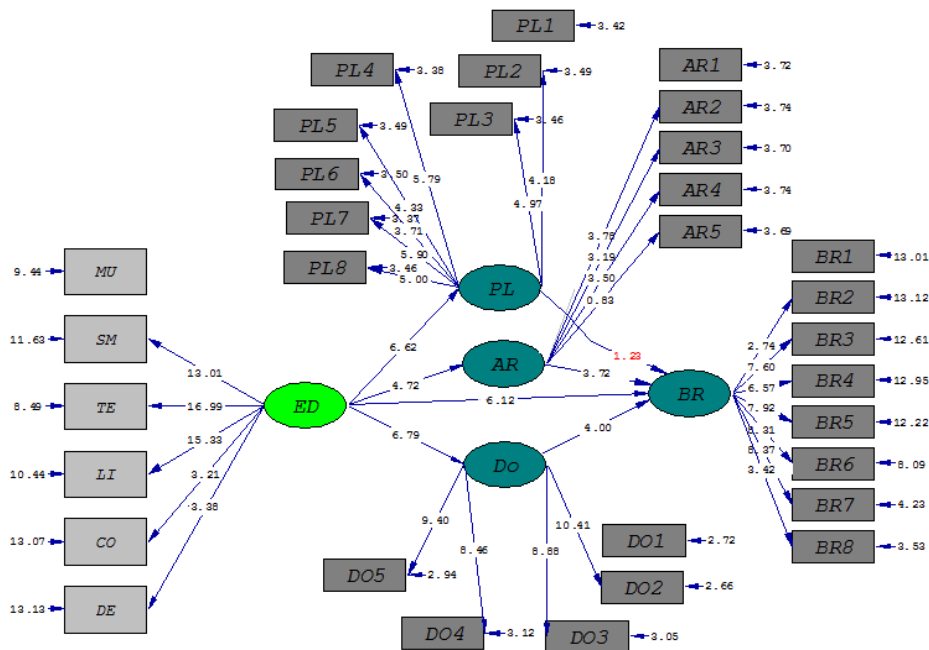 PL1
3.42
PL4
3.38
PL2
3.49
AR1
3.72
AR2
3.74
PL5
3.49
PL3
3.46
AR3
3.70
PL6
3.50
5.79
4.18
AR4
3.74
4.33
4.97
PL7
3.37
3.71
3.78
AR5
3.69
3.19
5.90
3.50
MU
9.44
PL8
3.46
5.00
PL
0.83
BR1
13.01
BR2
13.12
SM
11.63
6.62
1.23
2.74
BR3
12.61
13.01
AR
3.72
7.60
4.72
6.57
BR4
12.95
TE
8.49
16.99
ED
6.12
BR
7.92
BR5
12.22
15.33
6.79
4.00
8.31
LI
10.44
3.21
Do
8.37
BR6
8.09
3.38
3.42
BR7
4.23
9.40
10.41
CO
13.07
8.46
8.88
DO1
2.72
BR8
3.53
DO5
2.94
DO2
2.66
DE
13.13
DO4
3.12
DO3
3.05